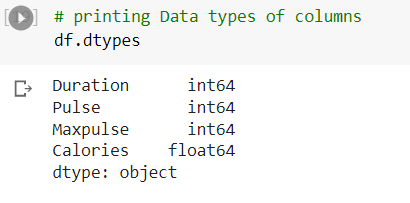 # printing Data types of columns
df.dtypes
Duration int64
Pulse int64
Maxpulse int64
Calories float64
dtype: object